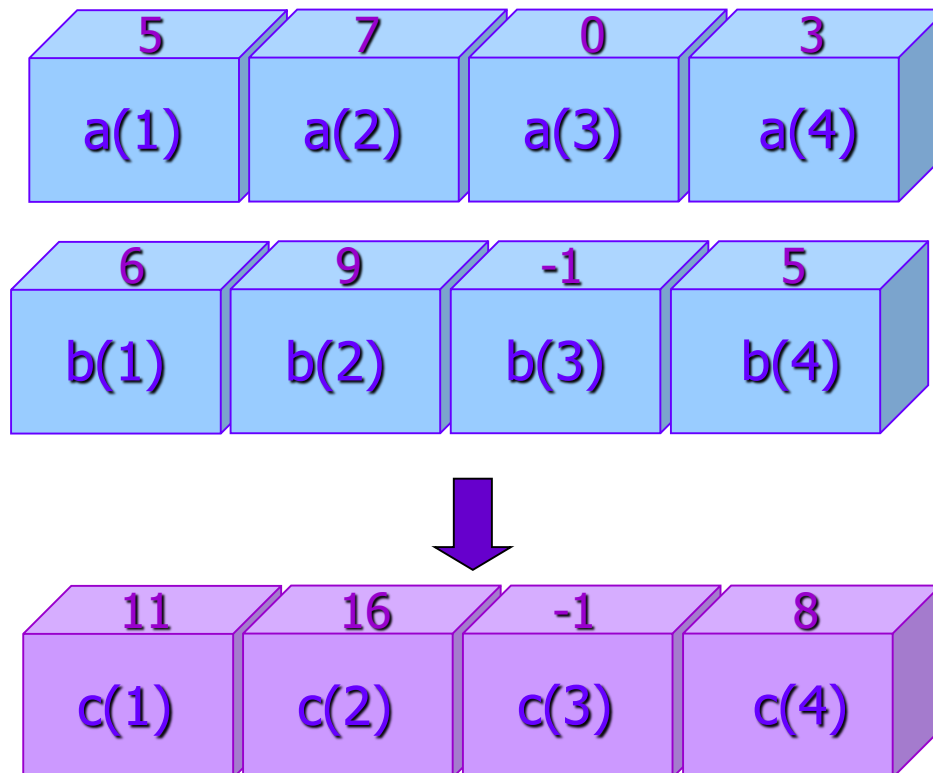 5 7 0 3
a(1) a(2) a(3) a(4)
6 9 -1 5
b(1) b(2) b(3) b(4)
11 16 -1 8
c(1) c(2) c(3) c(4)